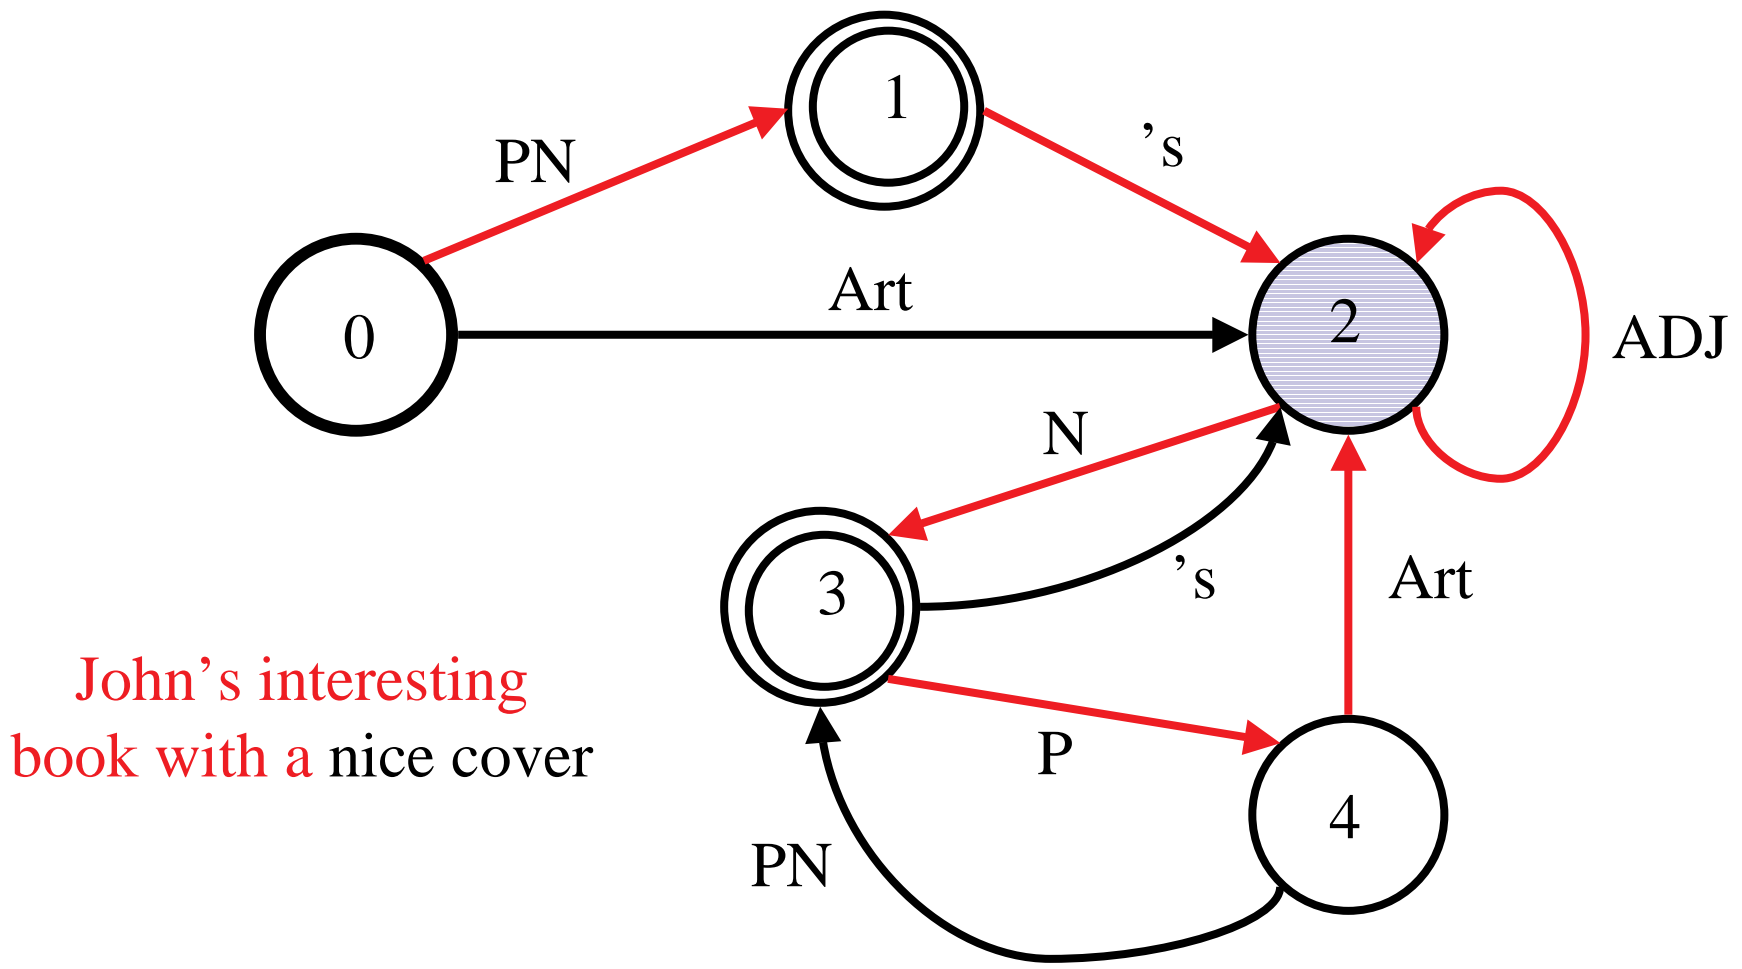 1
PN
’s
0
Art
2
ADJ
N
3
’s
Art
John’s interesting
book with a nice cover
P
4
PN